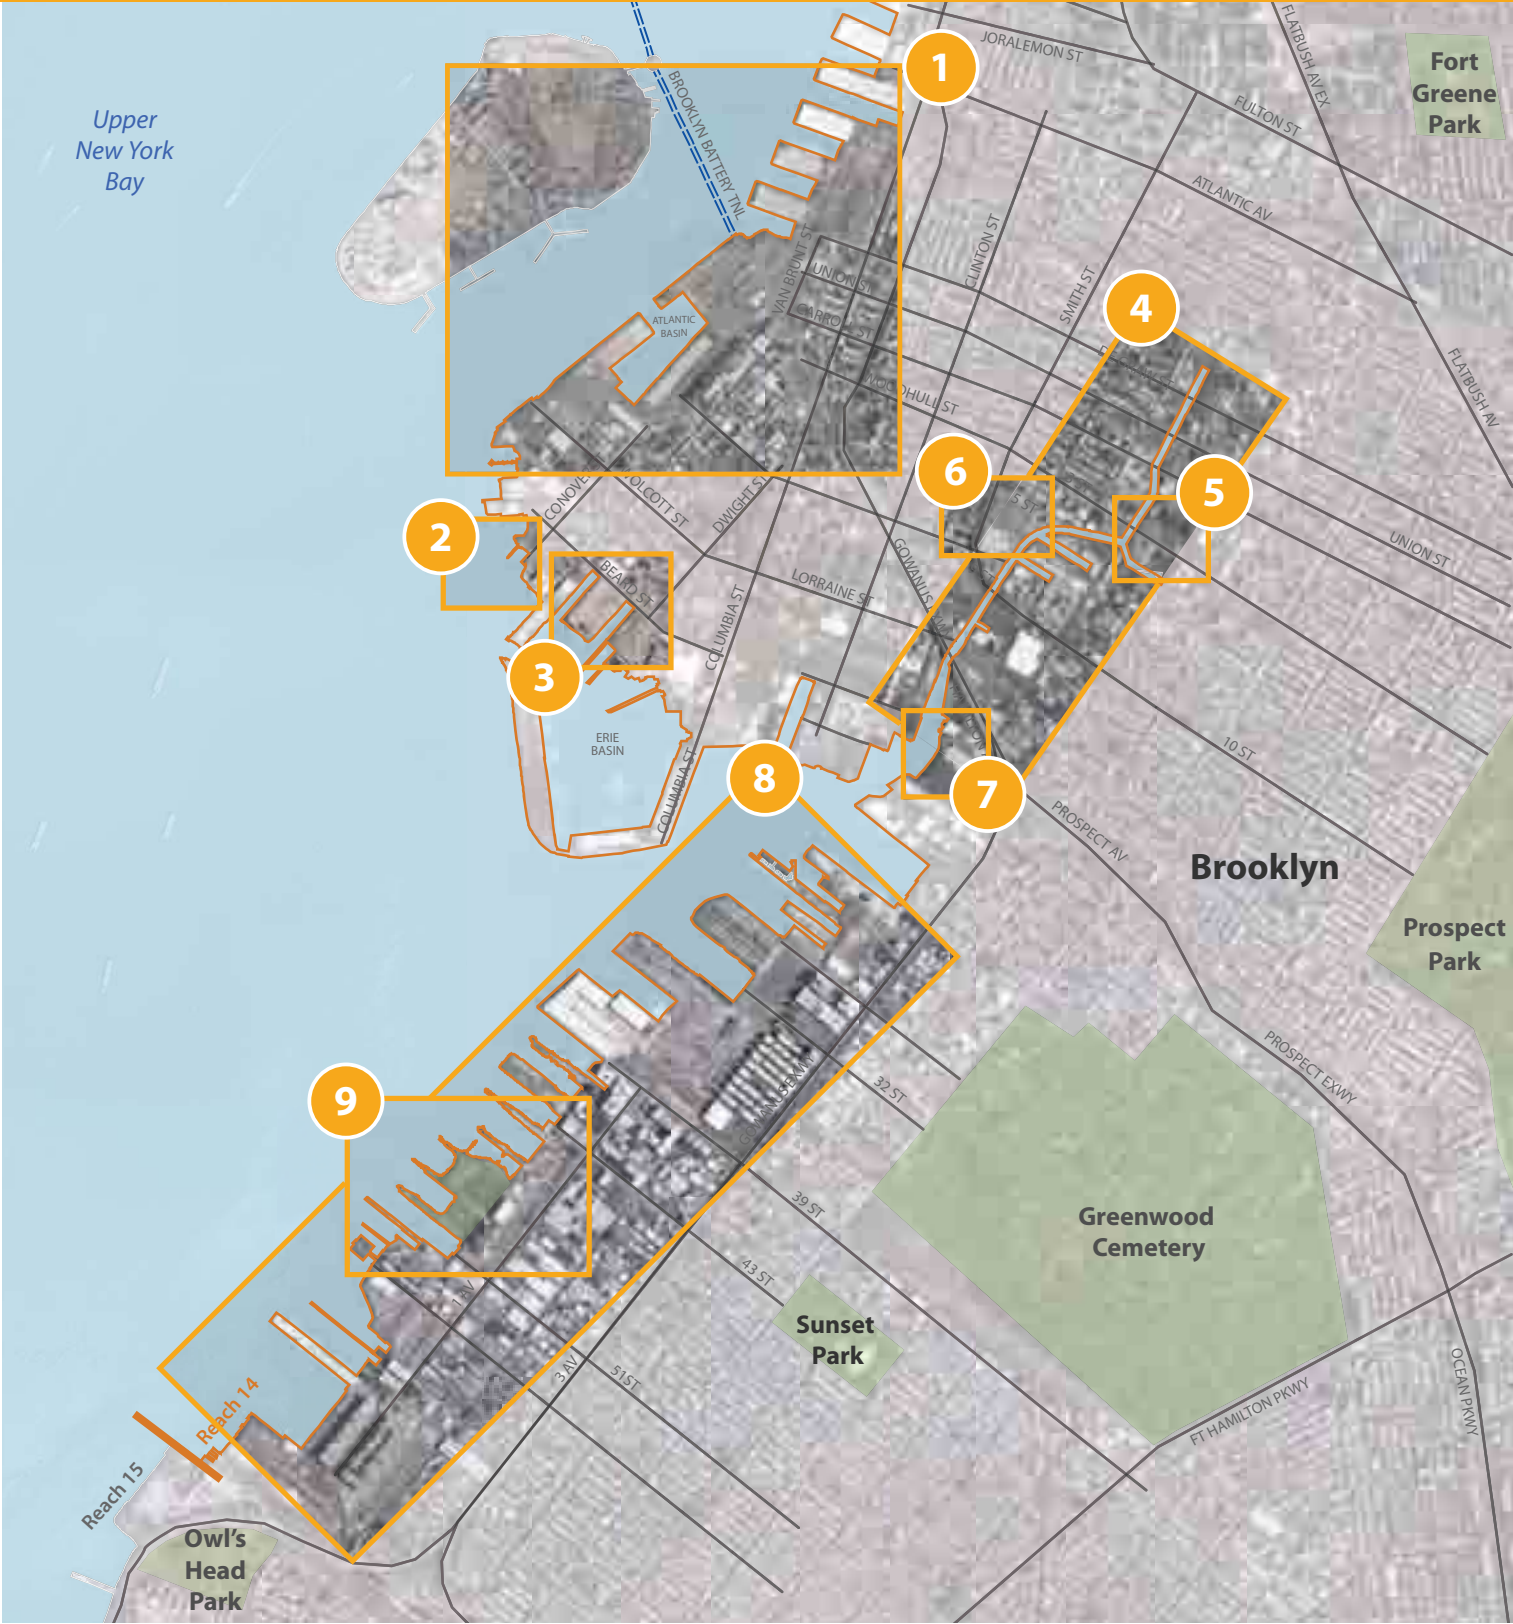 JORALEMON ST
FLATBUSH AV EX
Fort
Greene
Park
1
FULTON ST
Upper
New York
Bay
BROOKLYN BATTERY TNL
ATLANTIC AV
CLINTON ST
VAN BRUNT ST
UNION ST
SMITH ST
4
CARROLL ST
ATLANTIC
BASIN
WOODHULL ST
FLATBUSH AV
6
5
5 ST
CONOVER
WOLCOTT ST
DWIGHT ST
2
UNION ST
BEARD ST
LORRAINE ST
GOWANUS EXWY
COLUMBIA ST
3
ERIE
BASIN
10 ST
8
7
COLUMBIA ST
PROSPECT AV
Brooklyn
Prospect
Park
GOWANUS EXWY
32 ST
PROSPECT EXWY
9
39 ST
Greenwood
Cemetery
43 ST
1 AV
Sunset
Park
3 AV
51ST
OCEAN PKWY
FT HAMILTON PKWY
Reach 14
Reach 15
Owl's
Head
Park